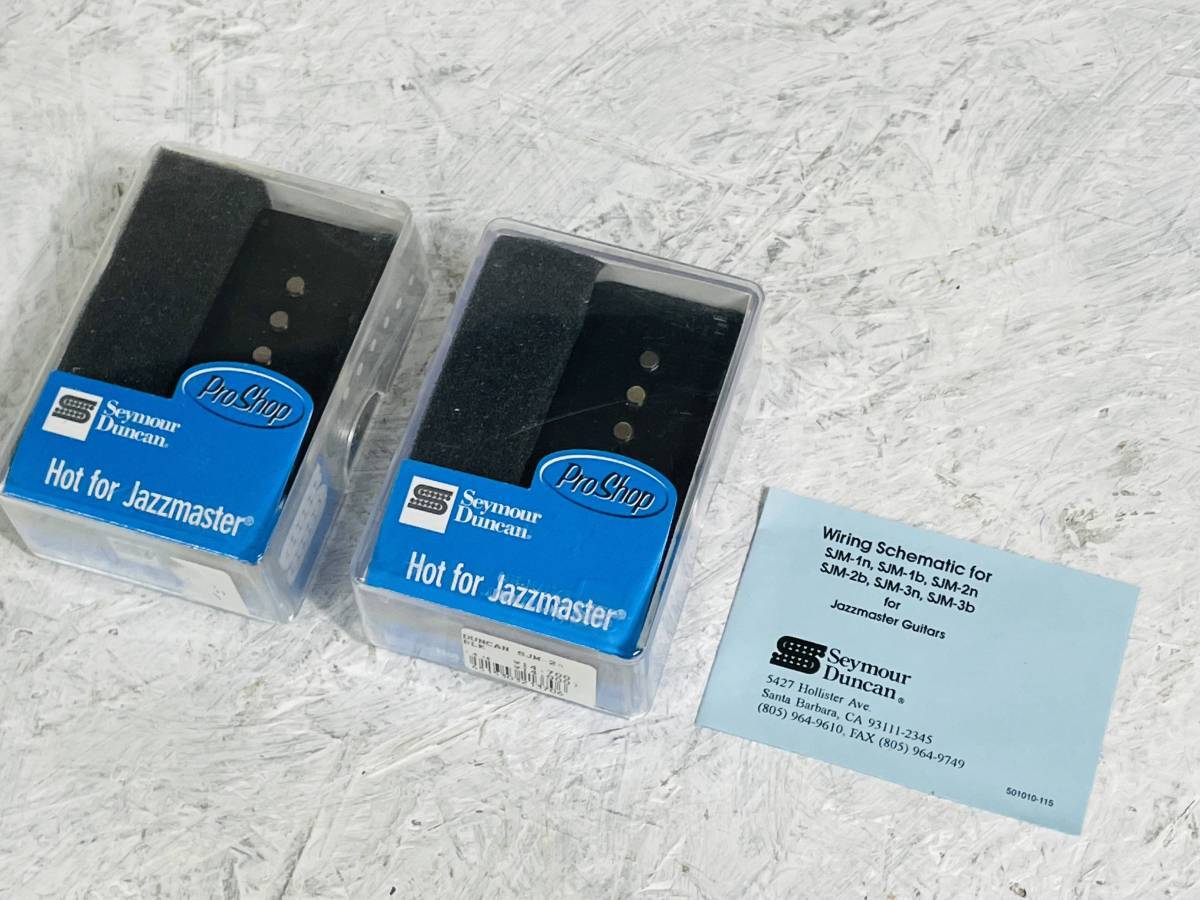 ProShop
Seymour
Duncan®
Hot for Jazzmaster®
ProShop
Seymour
Duncan®
Hot for Jazzmaster®
DUNCAN SJM 2
BLK
Wiring Schematic for
SJM-1n, SJM-1b, SJM-2n
SJM-2b, SJM-3n, SJM-3b
for
Jazzmaster Guitars
Seymour
Duncan®
5427 Hollister Ave.
Santa Barbara, CA 93111-2345
(805) 964-9610, FAX (805) 964-9749
501010-115